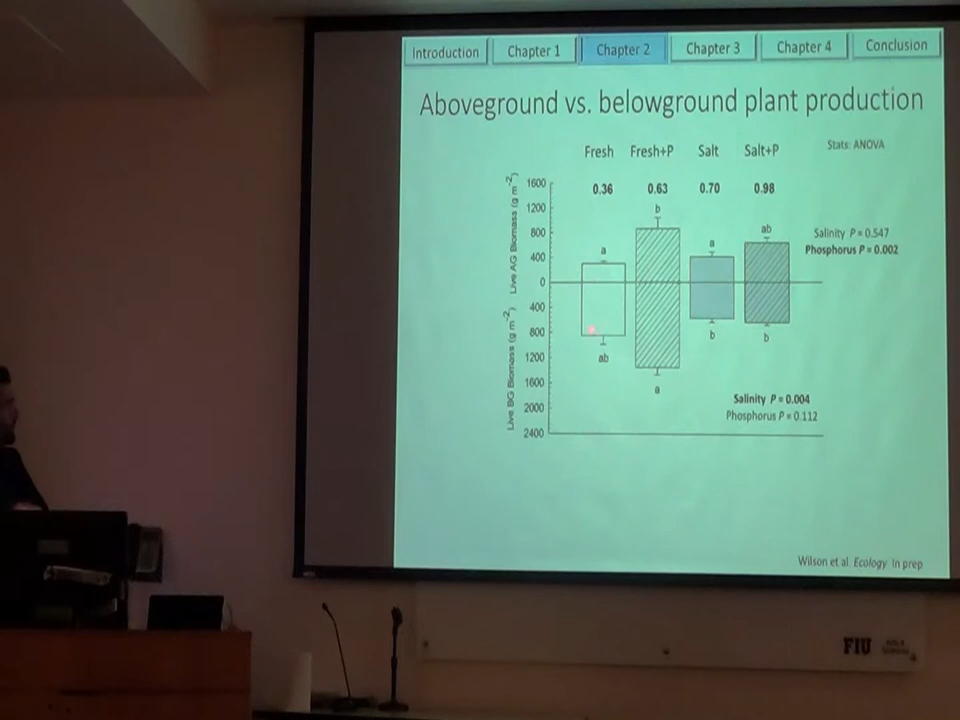 Introduction
Chapter 1
Chapter 2
Chapter 3
Chapter 4
Conclusion
Aboveground vs. belowground plant production
Fresh Fresh+P Salt Salt+P
Stats: ANOVA
0.36 0.63 0.70 0.98
Live AG Biomass (g m-2)
1600
1200
800
400
0
400
800
1200
1600
2000
2400
Live BG Biomass (g m-2)
a
b
a
ab
ab
a
b
b
Salinity P = 0.547
Phosphorus P = 0.002
Salinity P = 0.004
Phosphorus P = 0.112
Wilson et al. Ecology In prep
FIU